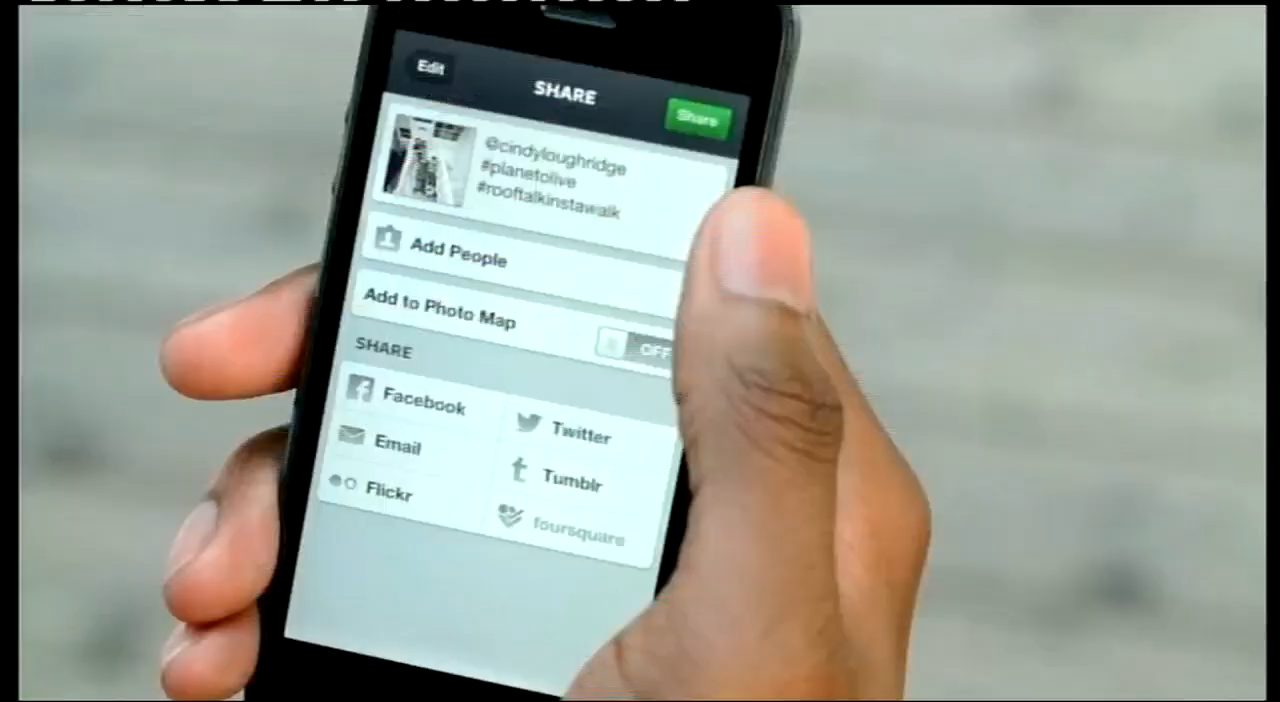 Edit
SHARE
Share
@cindyloughridge
#planetolive
#rooftalkinstawalk
Add People
Add to Photo Map
OFF
SHARE
Facebook
Twitter
Email
Tumblr
Flickr
foursquare